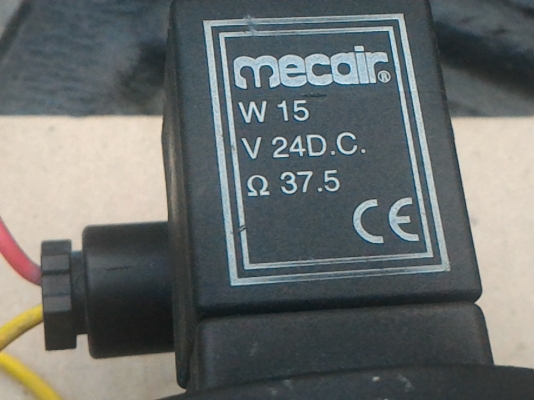 mecair®
W 15
V 24D.C.
Ω 37.5
CE